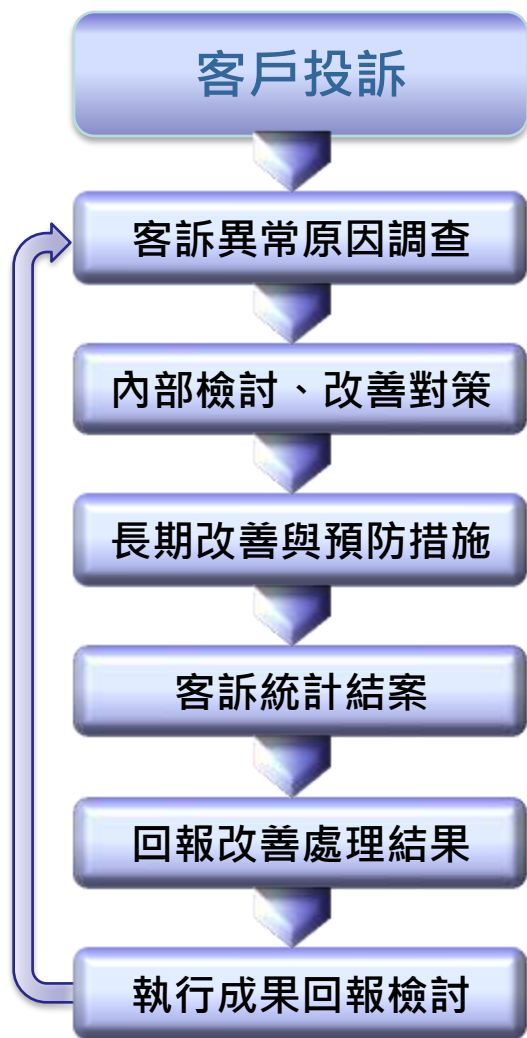 客戶投訴
客訴異常原因調查
內部檢討、改善對策
長期改善與預防措施
客訴統計結案
回報改善處理結果
執行成果回報檢討